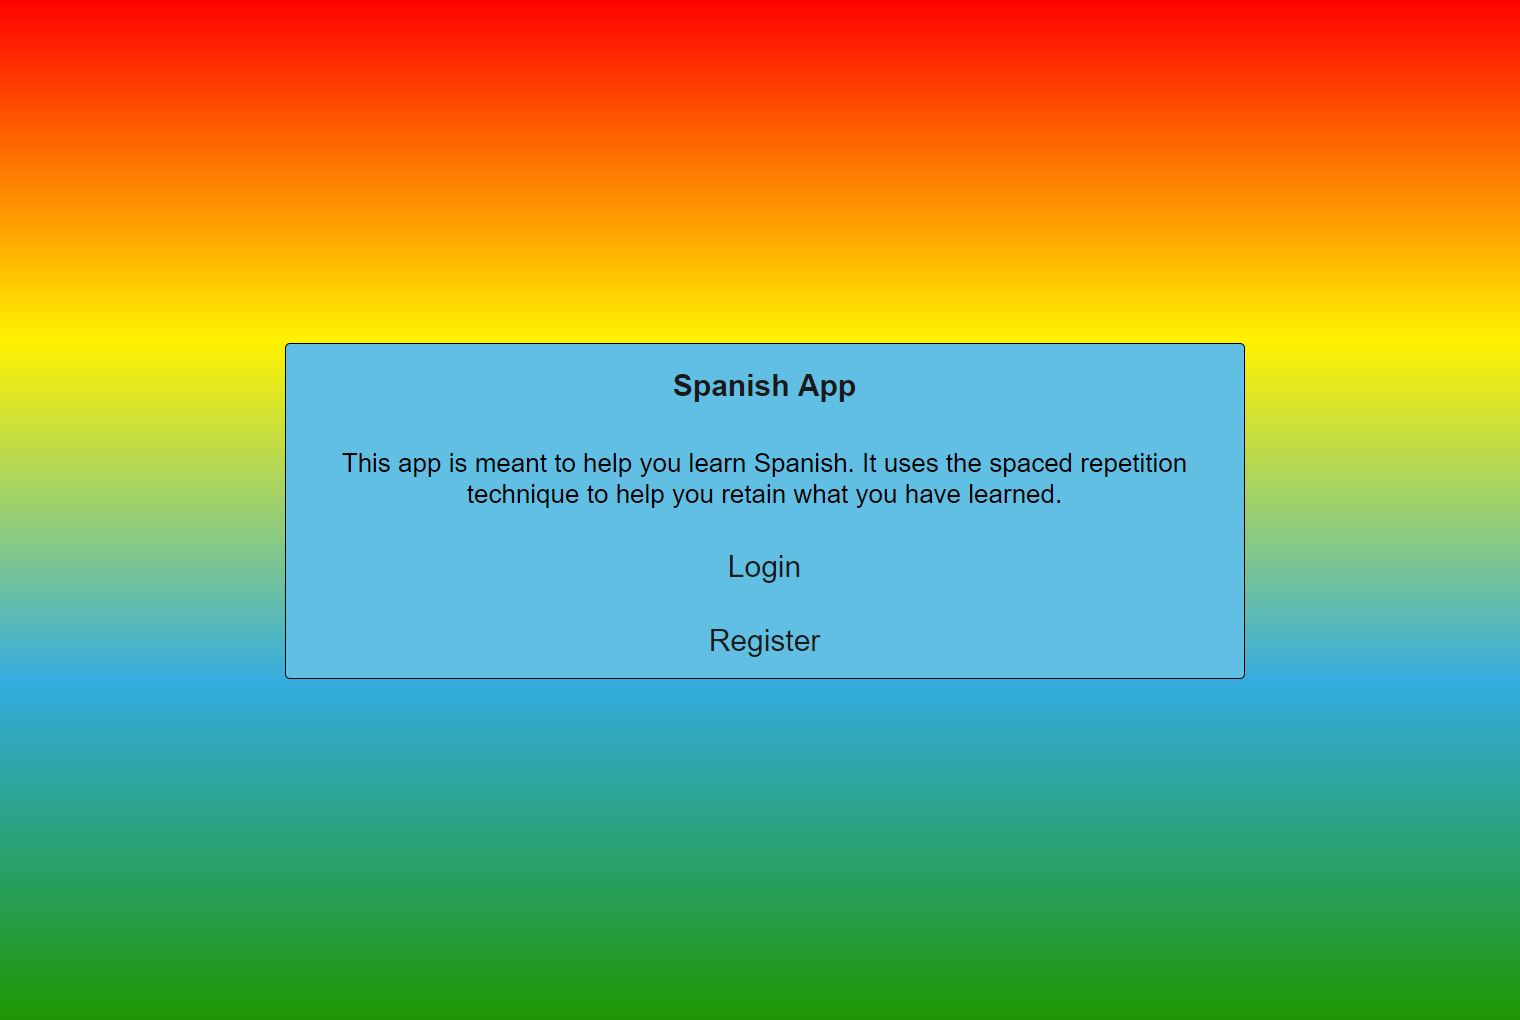 Spanish App
This app is meant to help you learn Spanish. It uses the spaced repetition
technique to help you retain what you have learned.
Login
Register